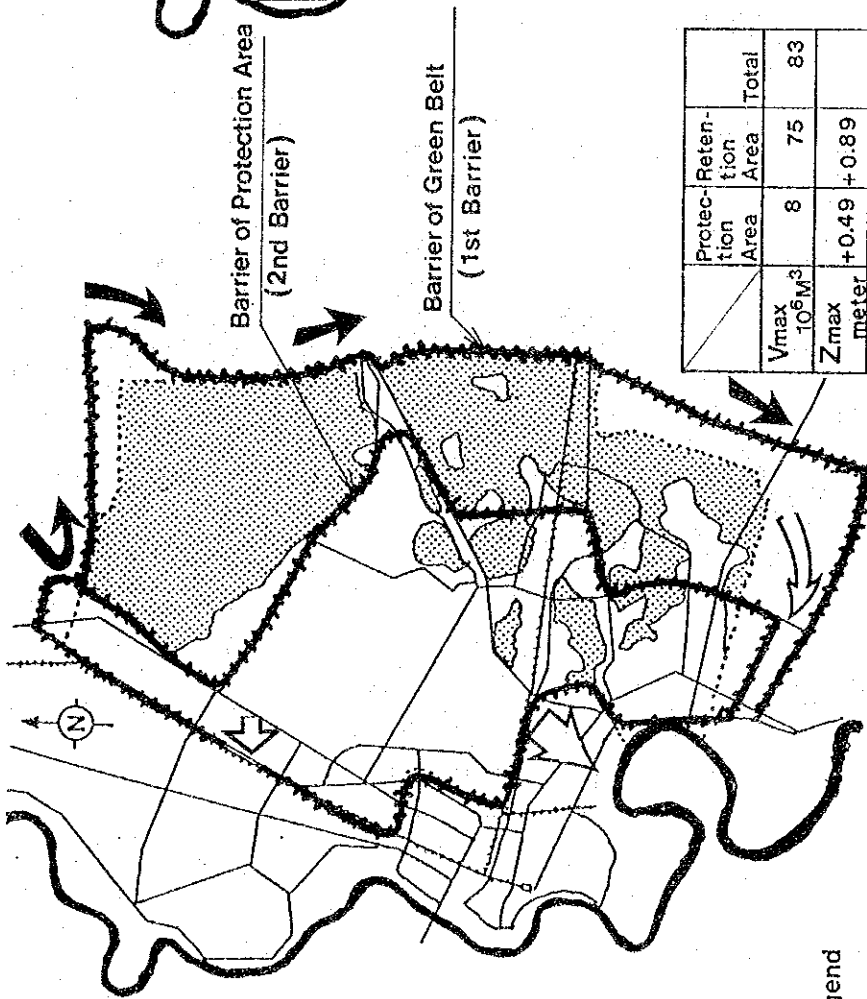 Barrier of Protection Area
(2nd Barrier)
Barrier of Green Belt
(1st Barrier)
N
Protec-
tion
Area
Reten-
tion
Area
Total
Vmax
10⁶M³
8
75
83
Zmax
meter
+0.49
+0.89
gend